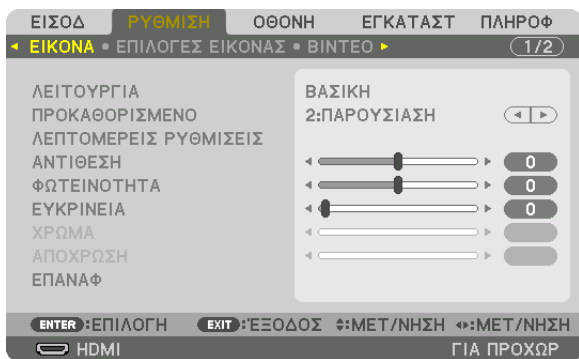 ΕΙΣΟΔ ΡΥΘΜΙΣΗ ΟΘΟΝΗ ΕΓΚΑΤΑΣΤ ΠΛΗΡΟΦ
ΕΙΚΟΝΑ • ΕΠΙΛΟΓΕΣ ΕΙΚΟΝΑΣ • ΒΙΝΤΕΟ 1/2
ΛΕΙΤΟΥΡΓΙΑ ΒΑΣΙΚΗ
ΠΡΟΚΑΘΟΡΙΣΜΕΝΟ 2:ΠΑΡΟΥΣΙΑΣΗ
ΛΕΠΤΟΜΕΡΕΙΣ ΡΥΘΜΙΣΕΙΣ
ΑΝΤΙΘΕΣΗ 0
ΦΩΤΕΙΝΟΤΗΤΑ 0
ΕΥΚΡΙΝΕΙΑ 0
ΧΡΩΜΑ
ΑΠΟΧΡΩΣΗ
ΕΠΑΝΑΦ
ENTER :ΕΠΙΛΟΓΗ EXIT :ΈΞΟΔΟΣ :ΜΕΤ/ΝΗΣΗ :ΜΕΤ/ΝΗΣΗ
HDMI ΓΙΑ ΠΡΟΧΩΡ